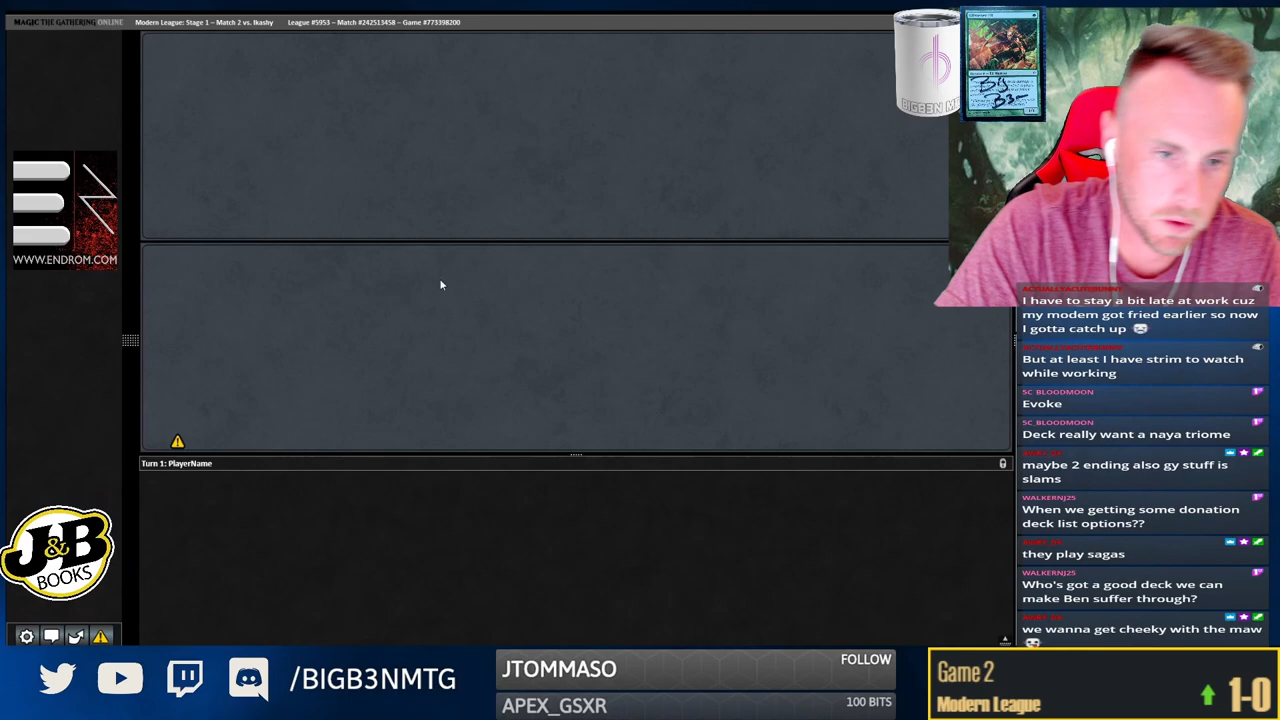 MAGIC THE GATHERING ONLINE Modern League: Stage 1 - Match 2 vs. Ikashy League #5953 - Match #242513458 - Game #773398200
BIGB3N
WWW.ENDROM.COM
I have to stay a bit late at work cuz
my modem got fried earlier so now
I gotta catch up
But at least I have strim to watch
while working
SC_BLOODMOON
Evoke
SC_BLOODMOON
Deck really want a naya triome
maybe 2 ending also gy stuff is
slams
WALKERNJ25
When we getting some donation
deck list options??
they play sagas
WALKERNJ25
Who's got a good deck we can
make Ben suffer through?
we wanna get cheeky with the maw
Turn 1: PlayerName
J&B
BOOKS
/BIGB3NMTG
JTOMMASO FOLLOW
APEX_GSXR 100 BITS
Game 2
Modern League 1-0